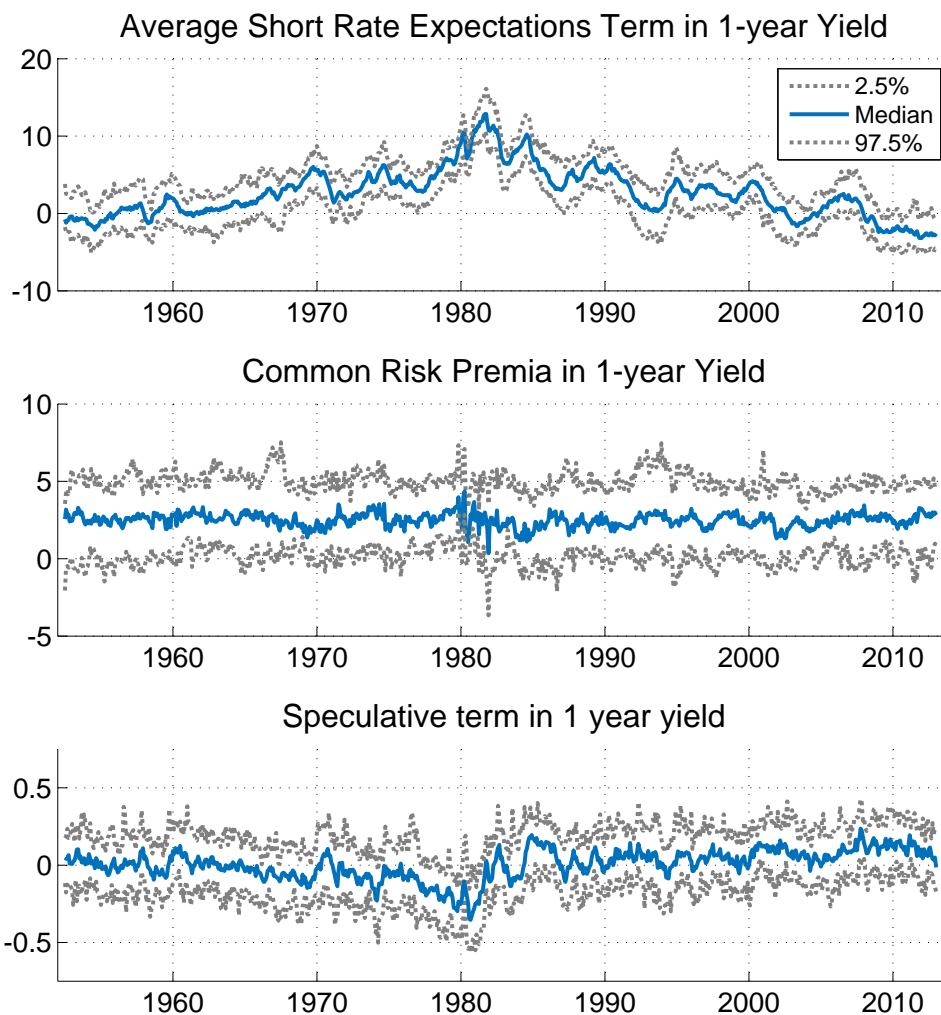 Average Short Rate Expectations Term in 1-year Yield
20
10
0
-10
2.5%
Median
97.5%
1960 1970 1980 1990 2000 2010
Common Risk Premia in 1-year Yield
10
5
0
-5
1960 1970 1980 1990 2000 2010
Speculative term in 1 year yield
0.5
0
-0.5
1960 1970 1980 1990 2000 2010